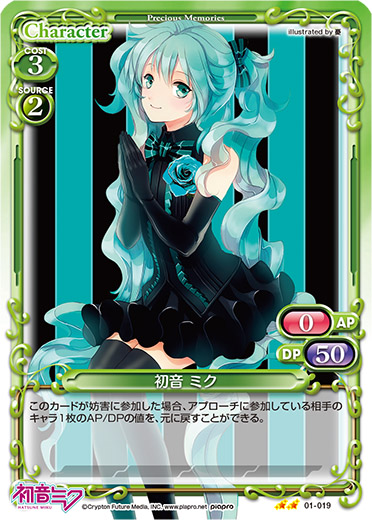 Precious Memories
Character
illustrated by 葵
COST
3
SOURCE
2
0 AP
DP 50
初音 ミク
このカードが妨害に参加した場合、アプローチに参加している相手の
キャラ1枚のAP/DPの値を、元に戻すことができる。
初音ミク
HATSUNE MIKU
©Crypton Future Media, INC. www.piapro.net piapro
01-019